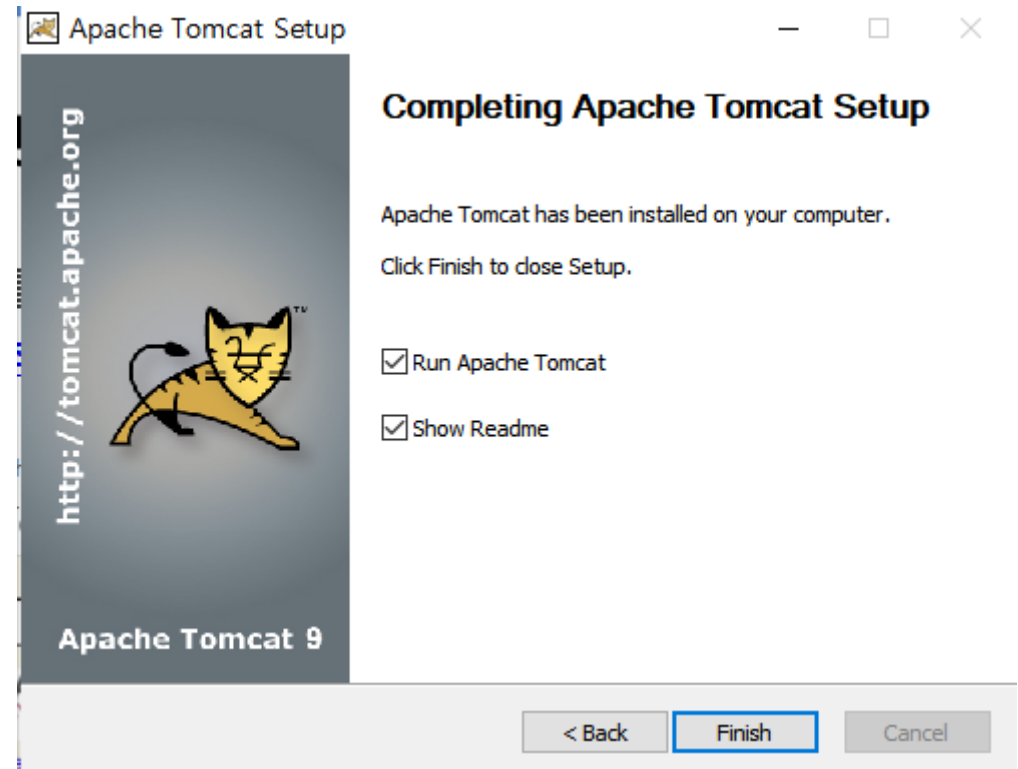 Apache Tomcat Setup
http://tomcat.apache.org
Completing Apache Tomcat Setup
Apache Tomcat has been installed on your computer.
Click Finish to close Setup.
Run Apache Tomcat
Show Readme
TM
Apache Tomcat 9
< Back
Finish
Cancel